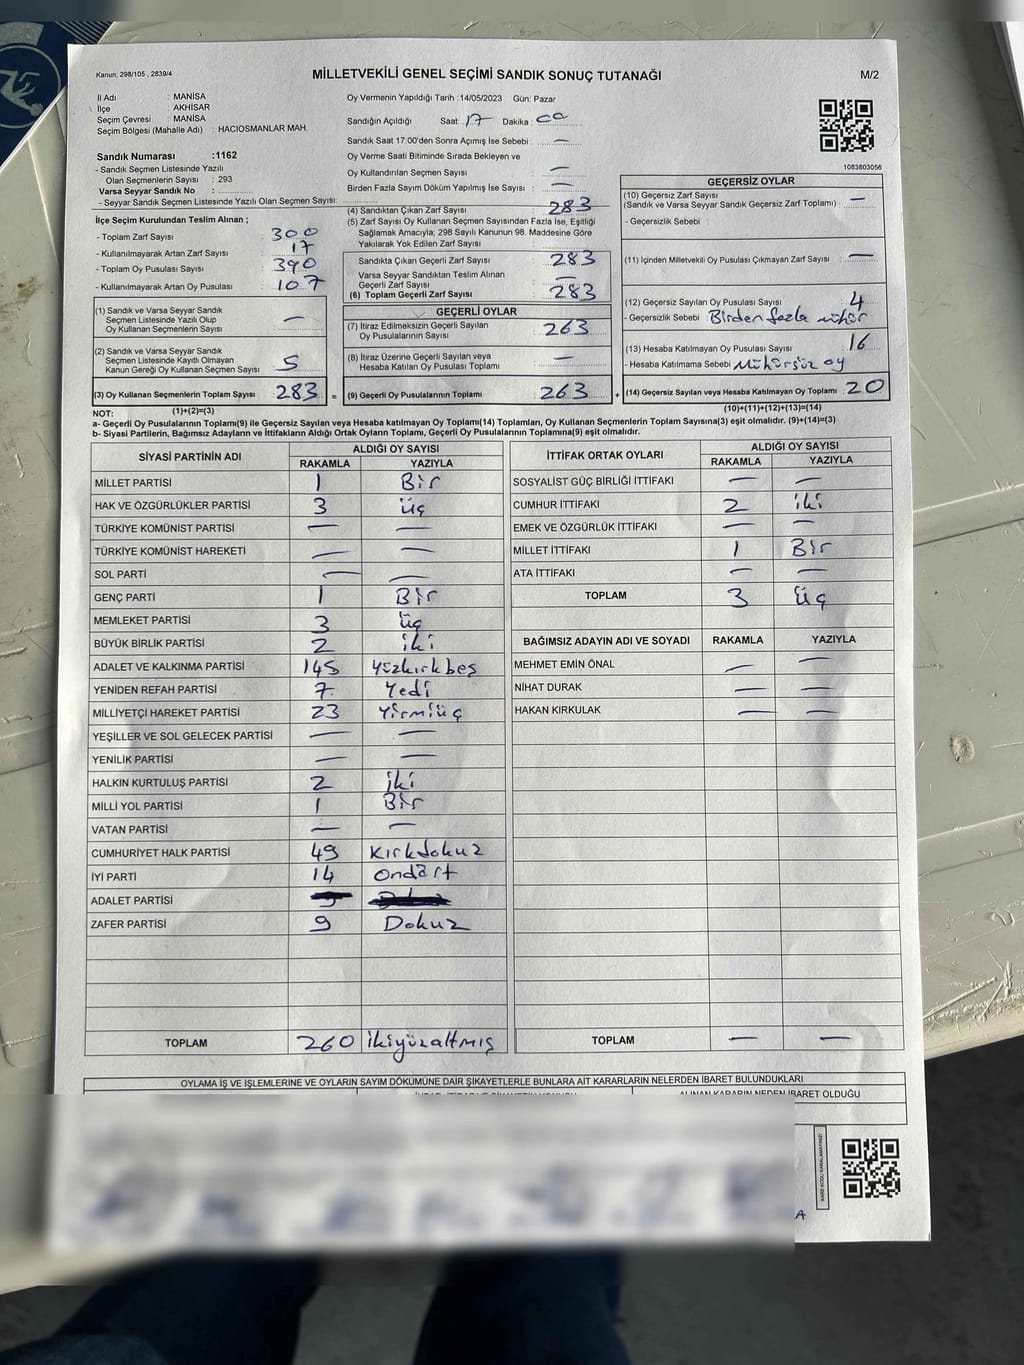 Kanun: 298/105 , 2839/4
MİLLETVEKİLİ GENEL SEÇİMİ SANDIK SONUÇ TUTANAĞI
M/2
İl Adı : MANİSA
İlçe : AKHİSAR
Seçim Çevresi : MANİSA
Seçim Bölgesi (Mahalle Adı) : HACIOSMANLAR MAH.
Sandık Numarası :1162
- Sandık Seçmen Listesinde Yazılı
Olan Seçmenlerin Sayısı : 293
Varsa Seyyar Sandık No :
- Seyyar Sandık Seçmen Listesinde Yazılı Olan Seçmen Sayısı:
İlçe Seçim Kurulundan Teslim Alınan ;
- Toplam Zarf Sayısı : 300
- Kullanılmayarak Artan Zarf Sayısı : 17
- Toplam Oy Pusulası Sayısı : 390
- Kullanılmayarak Artan Oy Pusulası : 107
(1) Sandık ve Varsa Seyyar Sandık
Seçmen Listesinde Yazılı Olup
Oy Kullanan Seçmenlerin Sayısı : —
(2) Sandık ve Varsa Seyyar Sandık
Seçmen Listesinde Kayıtlı Olmayan
Kanun Gereği Oy Kullanan Seçmen Sayısı : 5
(3) Oy Kullanan Seçmenlerin Toplam Sayısı : 283 =
Oy Vermenin Yapıldığı Tarih :14/05/2023 Gün: Pazar
Sandığın Açıldığı Saat: 17 Dakika: 00
Sandık Saat 17.00'den Sonra Açımış İse Sebebi : —
Oy Verme Saati Bitiminde Sırada Bekleyen ve
Oy Kullandırılan Seçmen Sayısı : —
Birden Fazla Sayım Döküm Yapılmış İse Sayısı : —
(4) Sandıktan Çıkan Zarf Sayısı : 283
(5) Zarf Sayısı Oy Kullanan Seçmen Sayısından Fazla İse, Eşitliği
Sağlamak Amacıyla; 298 Sayılı Kanunun 98. Maddesine Göre
Yakılarak Yok Edilen Zarf Sayısı :
Sandıkta Çıkan Geçerli Zarf Sayısı : 283
Varsa Seyyar Sandıktan Teslim Alınan
Geçerli Zarf Sayısı : —
(6) Toplam Geçerli Zarf Sayısı : 283
GEÇERLİ OYLAR
(7) İtiraz Edilmeksizin Geçerli Sayılan
Oy Pusulalarının Sayısı : 263
(8) İtiraz Üzerine Geçerli Sayılan veya
Hesaba Katılan Oy Pusulası Toplamı : —
(9) Geçerli Oy Pusulalarının Toplamı : 263 +
1083803056
GEÇERSİZ OYLAR
(10) Geçersiz Zarf Sayısı
(Sandık ve Varsa Seyyar Sandık Geçersiz Zarf Toplamı) : —
- Geçersizlik Sebebi :
(11) İçinden Milletvekili Oy Pusulası Çıkmayan Zarf Sayısı : —
(12) Geçersiz Sayılan Oy Pusulası Sayısı : 4
- Geçersizlik Sebebi : Birden fazla mühür
(13) Hesaba Katılmayan Oy Pusulası Sayısı : 16
- Hesaba Katılmama Sebebi : Mühürsüz oy
(14) Geçersiz Sayılan veya Hesaba Katılmayan Oy Toplamı : 20
NOT: (1)+(2)=(3) (10)+(11)+(12)+(13)=(14)
a- Geçerli Oy Pusulalarının Toplamı(9) ile Geçersiz Sayılan veya Hesaba katılmayan Oy Toplamı(14) Toplamları, Oy Kullanan Seçmenlerin Toplam Sayısına(3) eşit olmalıdır. (9)+(14)=(3)
b- Siyasi Partilerin, Bağımsız Adayların ve İttifakların Aldığı Ortak Oyların Toplamı, Geçerli Oy Pusulalarının Toplamına(9) eşit olmalıdır.
SİYASİ PARTİNİN ADI ALDIĞI OY SAYISI
RAKAMLA YAZIYLA
MİLLET PARTİSİ 1 Bir
HAK VE ÖZGÜRLÜKLER PARTİSİ 3 üç
TÜRKİYE KOMÜNİST PARTİSİ — —
TÜRKİYE KOMÜNİST HAREKETİ — —
SOL PARTİ — —
GENÇ PARTİ 1 Bir
MEMLEKET PARTİSİ 3 üç
BÜYÜK BİRLİK PARTİSİ 2 iki
ADALET VE KALKINMA PARTİSİ 145 Yüzkırkbeş
YENİDEN REFAH PARTİSİ 7 Yedi
MİLLİYETÇİ HAREKET PARTİSİ 23 Yirmiüç
YEŞİLLER VE SOL GELECEK PARTİSİ — —
YENİLİK PARTİSİ — —
HALKIN KURTULUŞ PARTİSİ 2 iki
MİLLİ YOL PARTİSİ 1 Bir
VATAN PARTİSİ — —
CUMHURİYET HALK PARTİSİ 49 Kırkdokuz
İYİ PARTİ 14 Ondört
ADALET PARTİSİ
ZAFER PARTİSİ 9 Dokuz
TOPLAM 260 ikiyüzaltmış
İTTİFAK ORTAK OYLARI ALDIĞI OY SAYISI
RAKAMLA YAZIYLA
SOSYALİST GÜÇ BİRLİĞİ İTTİFAKI — —
CUMHUR İTTİFAKI 2 iki
EMEK VE ÖZGÜRLÜK İTTİFAKI — —
MİLLET İTTİFAKI 1 Bir
ATA İTTİFAKI — —
TOPLAM 3 üç
BAĞIMSIZ ADAYIN ADI VE SOYADI RAKAMLA YAZIYLA
MEHMET EMİN ÖNAL — —
NİHAT DURAK — —
HAKAN KIRKULAK — —
TOPLAM — —
OYLAMA İŞ VE İŞLEMLERİNE VE OYLARIN SAYIM DÖKÜMÜNE DAİR ŞİKAYETLERLE BUNLARA AİT KARARLARIN NELERDEN İBARET BULUNDUKLARI
ALINAN KARARIN NEDEN İBARET OLDUĞU
KARE KODU KARALAMAYINIZ!
A